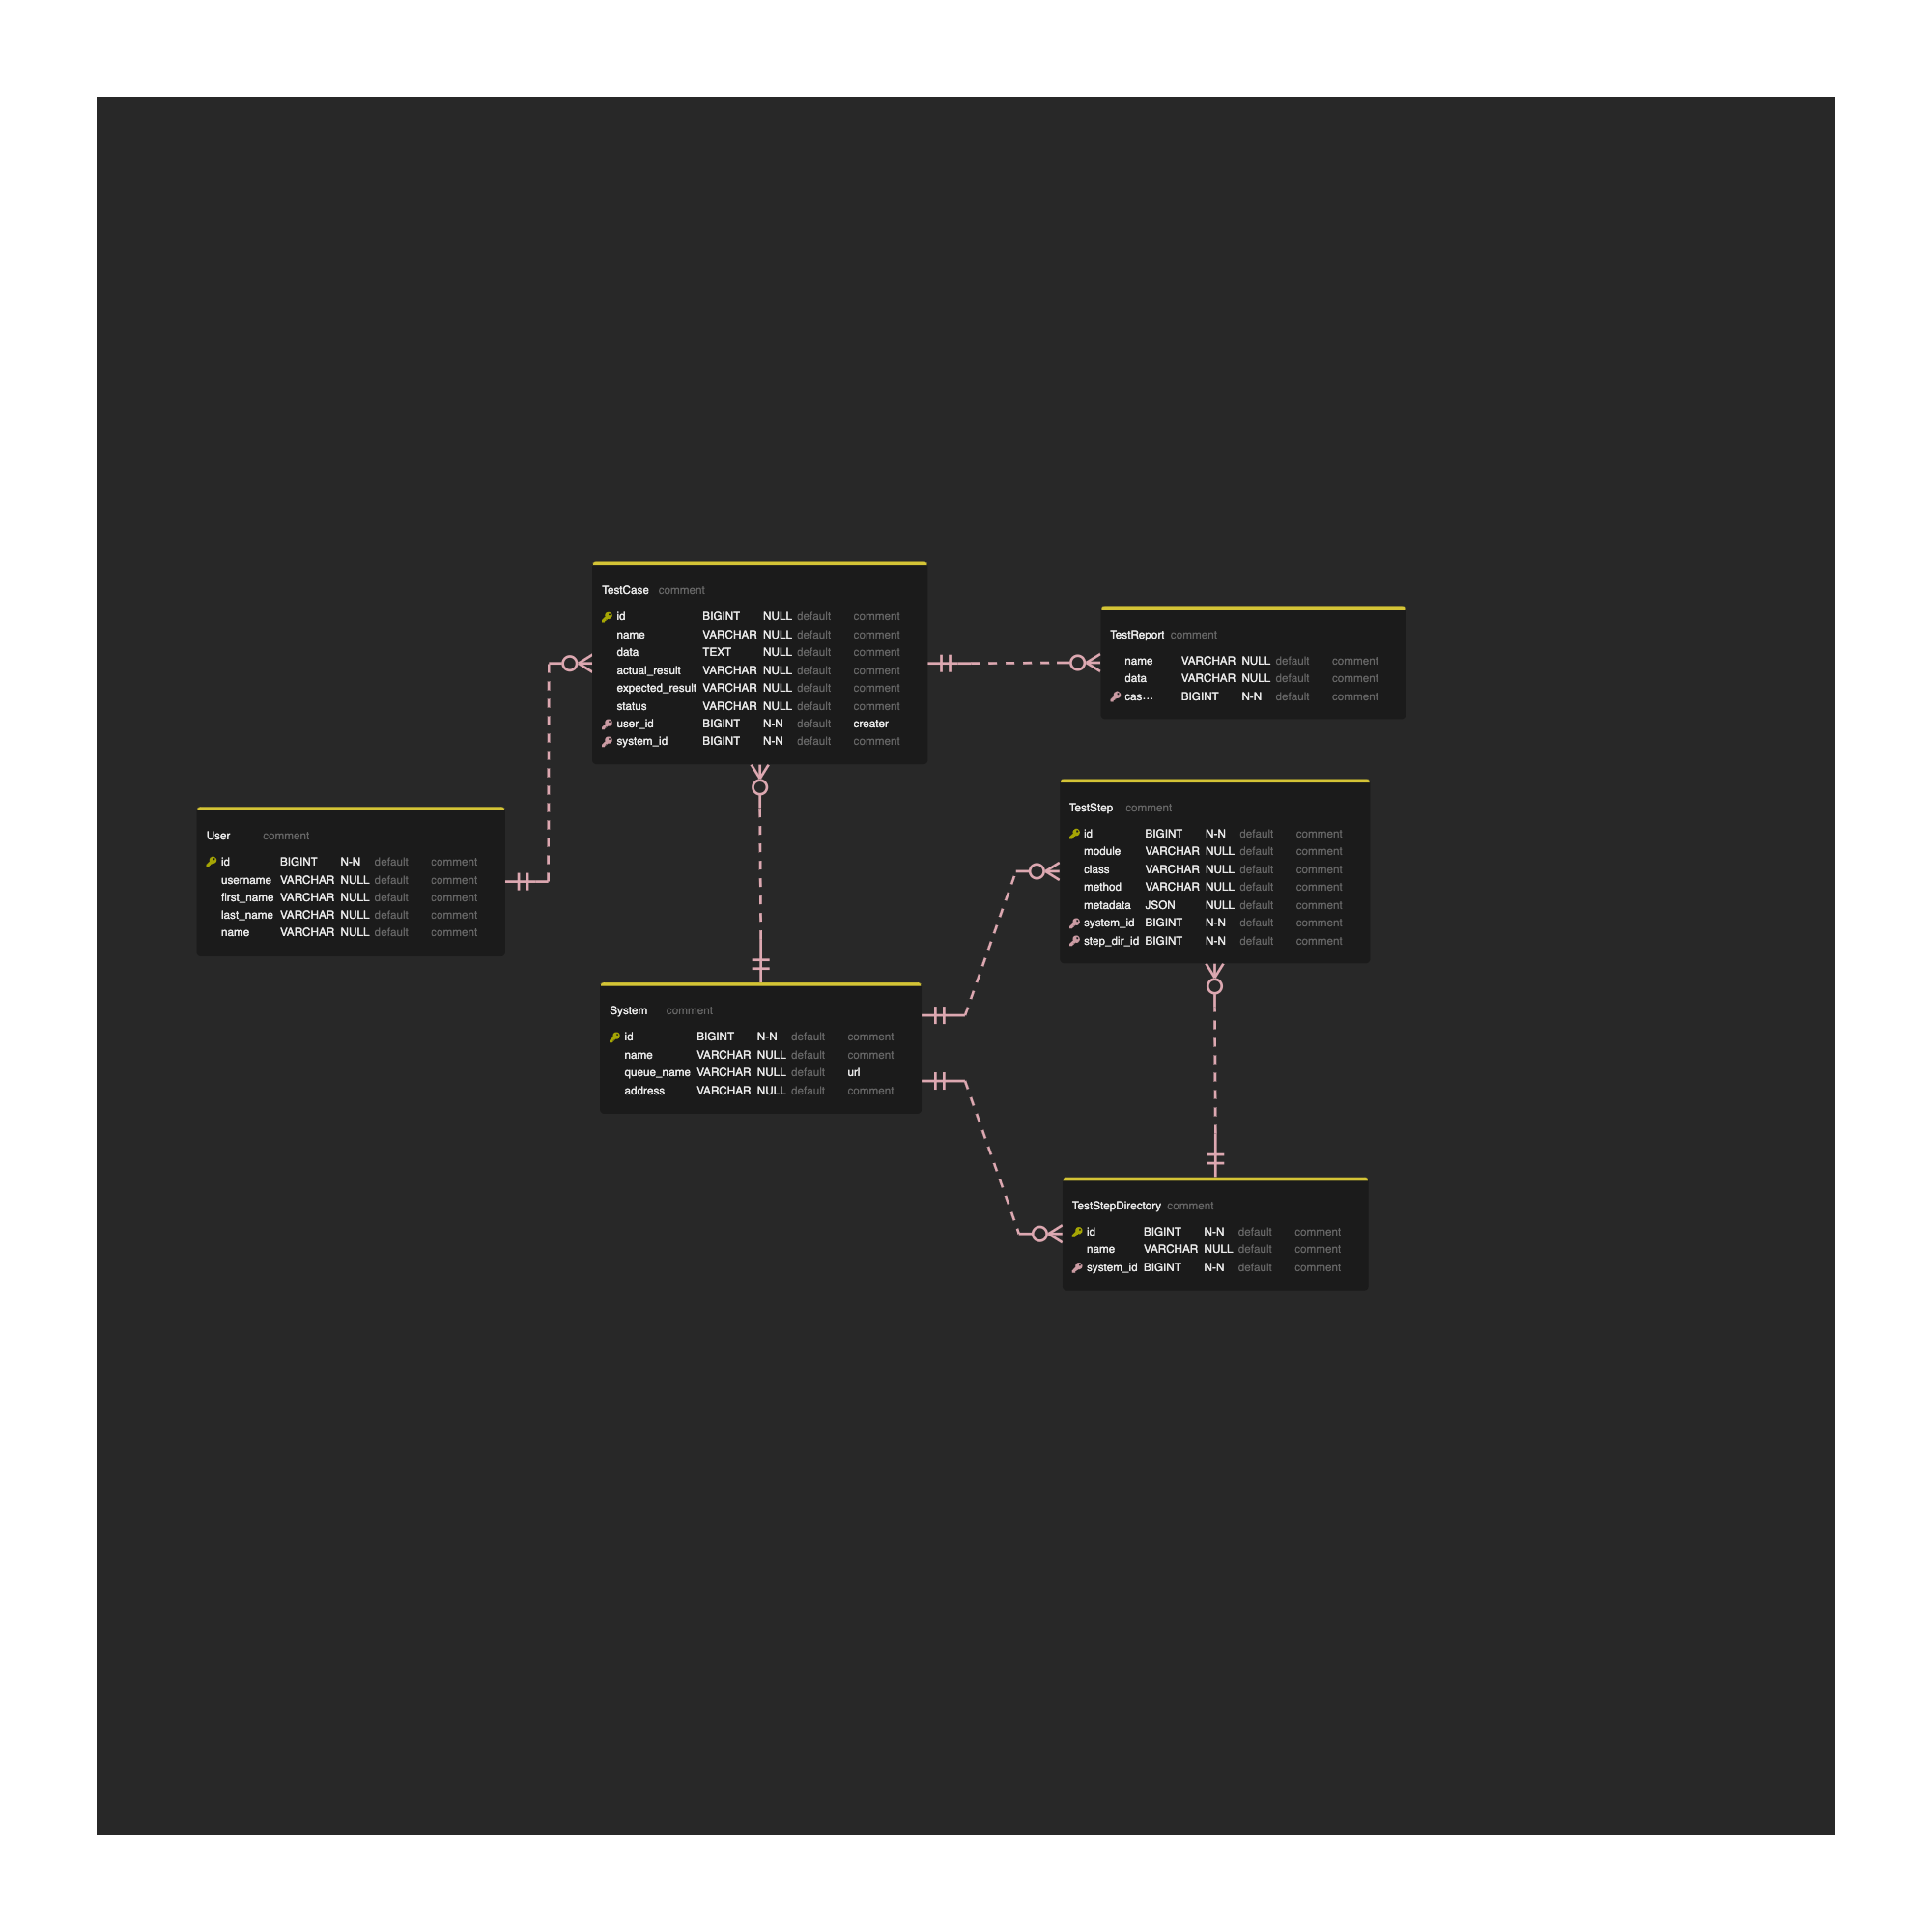 TestCase comment
id BIGINT NULL default comment
name VARCHAR NULL default comment
data TEXT NULL default comment
actual_result VARCHAR NULL default comment
expected_result VARCHAR NULL default comment
status VARCHAR NULL default comment
user_id BIGINT N-N default creater
system_id BIGINT N-N default comment
TestReport comment
name VARCHAR NULL default comment
data VARCHAR NULL default comment
cas... BIGINT N-N default comment
User comment
id BIGINT N-N default comment
username VARCHAR NULL default comment
first_name VARCHAR NULL default comment
last_name VARCHAR NULL default comment
name VARCHAR NULL default comment
TestStep comment
id BIGINT N-N default comment
module VARCHAR NULL default comment
class VARCHAR NULL default comment
method VARCHAR NULL default comment
metadata JSON NULL default comment
system_id BIGINT N-N default comment
step_dir_id BIGINT N-N default comment
System comment
id BIGINT N-N default comment
name VARCHAR NULL default comment
queue_name VARCHAR NULL default url
address VARCHAR NULL default comment
TestStepDirectory comment
id BIGINT N-N default comment
name VARCHAR NULL default comment
system_id BIGINT N-N default comment